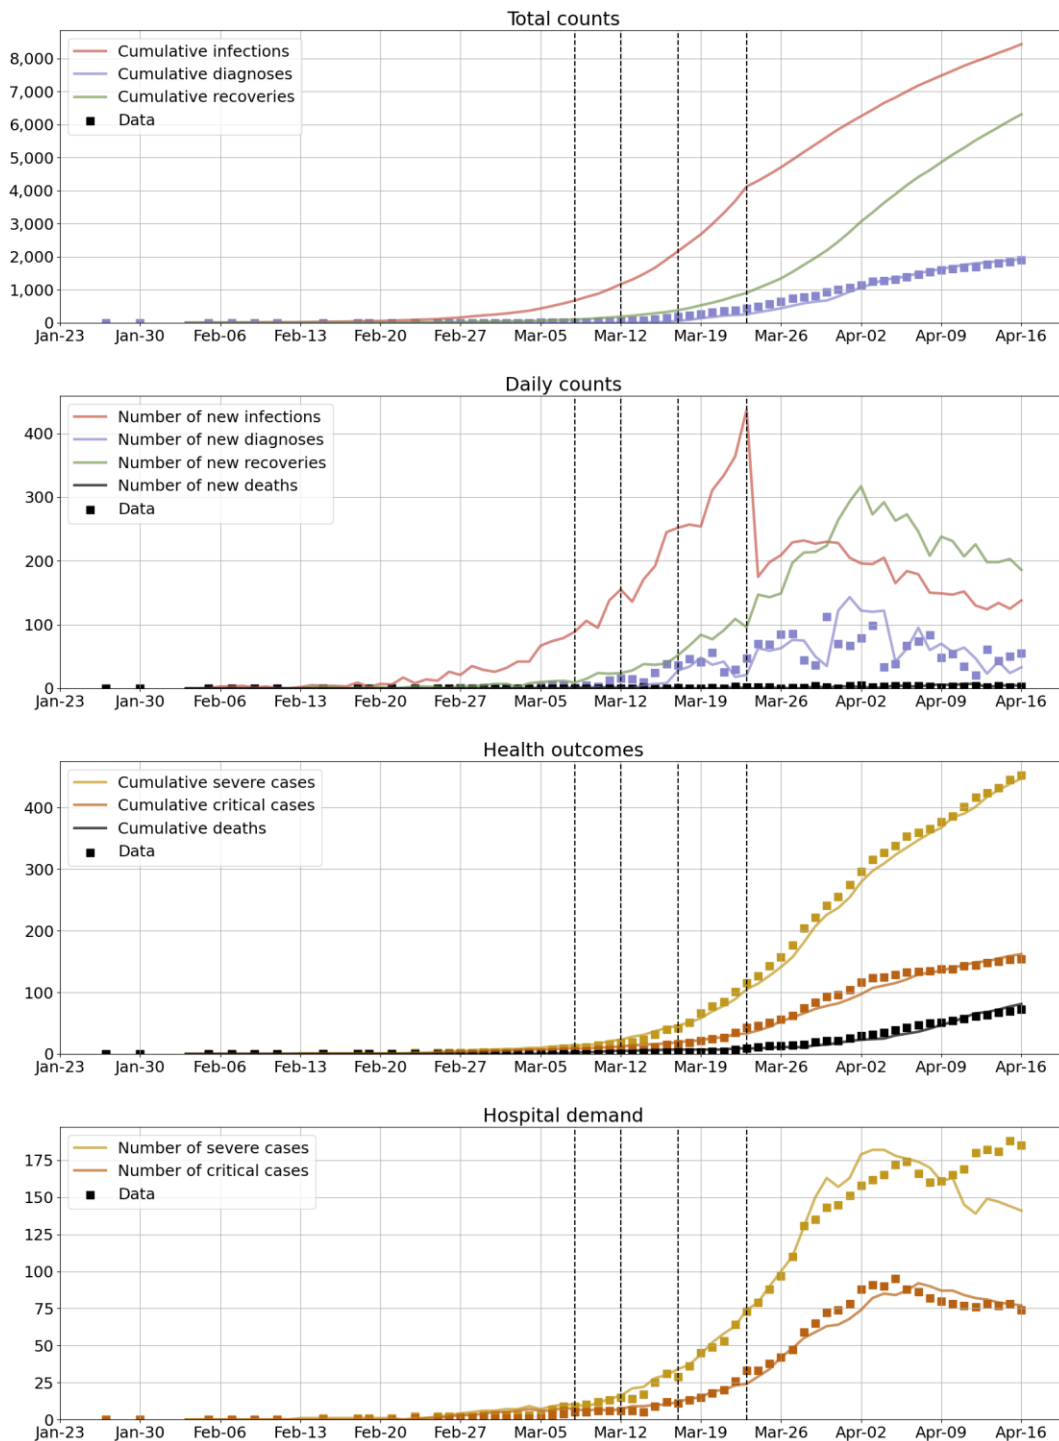 Total counts
Cumulative infections
Cumulative diagnoses
Cumulative recoveries
Data
8,000
7,000
6,000
5,000
4,000
3,000
2,000
1,000
0
Jan-23 Jan-30 Feb-06 Feb-13 Feb-20 Feb-27 Mar-05 Mar-12 Mar-19 Mar-26 Apr-02 Apr-09 Apr-16
Daily counts
Number of new infections
Number of new diagnoses
Number of new recoveries
Number of new deaths
Data
400
300
200
100
0
Jan-23 Jan-30 Feb-06 Feb-13 Feb-20 Feb-27 Mar-05 Mar-12 Mar-19 Mar-26 Apr-02 Apr-09 Apr-16
Health outcomes
Cumulative severe cases
Cumulative critical cases
Cumulative deaths
Data
400
300
200
100
0
Jan-23 Jan-30 Feb-06 Feb-13 Feb-20 Feb-27 Mar-05 Mar-12 Mar-19 Mar-26 Apr-02 Apr-09 Apr-16
Hospital demand
Number of severe cases
Number of critical cases
Data
175
150
125
100
75
50
25
0
Jan-23 Jan-30 Feb-06 Feb-13 Feb-20 Feb-27 Mar-05 Mar-12 Mar-19 Mar-26 Apr-02 Apr-09 Apr-16